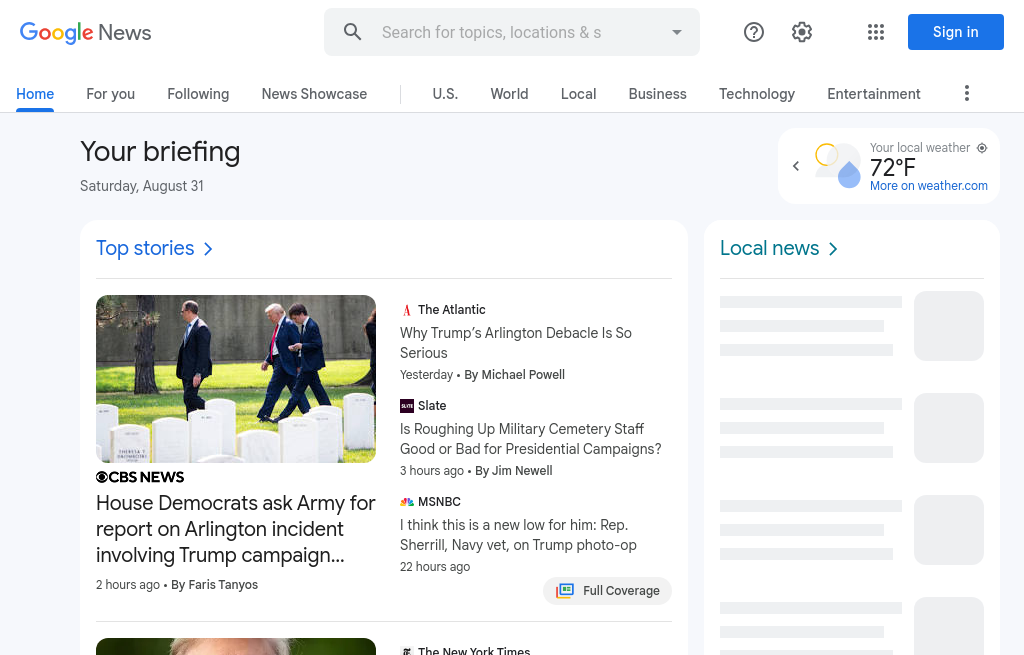 Google News
Search for topics, locations & s
Sign in
Home For you Following News Showcase U.S. World Local Business Technology Entertainment
Your briefing
Saturday, August 31
Your local weather
72°F
More on weather.com
Top stories
CBS NEWS
House Democrats ask Army for
report on Arlington incident
involving Trump campaign...
2 hours ago • By Faris Tanyos
The Atlantic
Why Trump's Arlington Debacle Is So
Serious
Yesterday • By Michael Powell
SLATE Slate
Is Roughing Up Military Cemetery Staff
Good or Bad for Presidential Campaigns?
3 hours ago • By Jim Newell
MSNBC
I think this is a new low for him: Rep.
Sherrill, Navy vet, on Trump photo-op
22 hours ago
Full Coverage
The New York Times
Local news